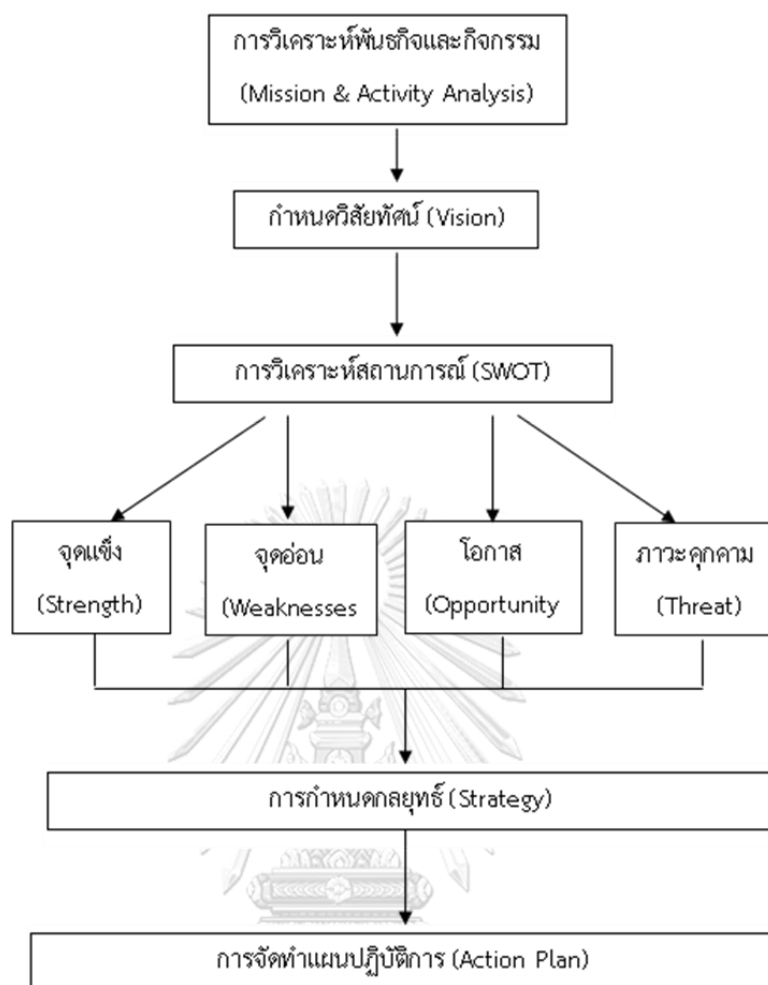 การวิเคราะห์พันธกิจและกิจกรรม
(Mission & Activity Analysis)
กำหนดวิสัยทัศน์ (Vision)
การวิเคราะห์สถานการณ์ (SWOT)
จุดแข็ง
(Strength)
จุดอ่อน
(Weaknesses
โอกาส
(Opportunity
ภาวะคุกคาม
(Threat)
การกำหนดกลยุทธ์ (Strategy)
การจัดทำแผนปฏิบัติการ (Action Plan)